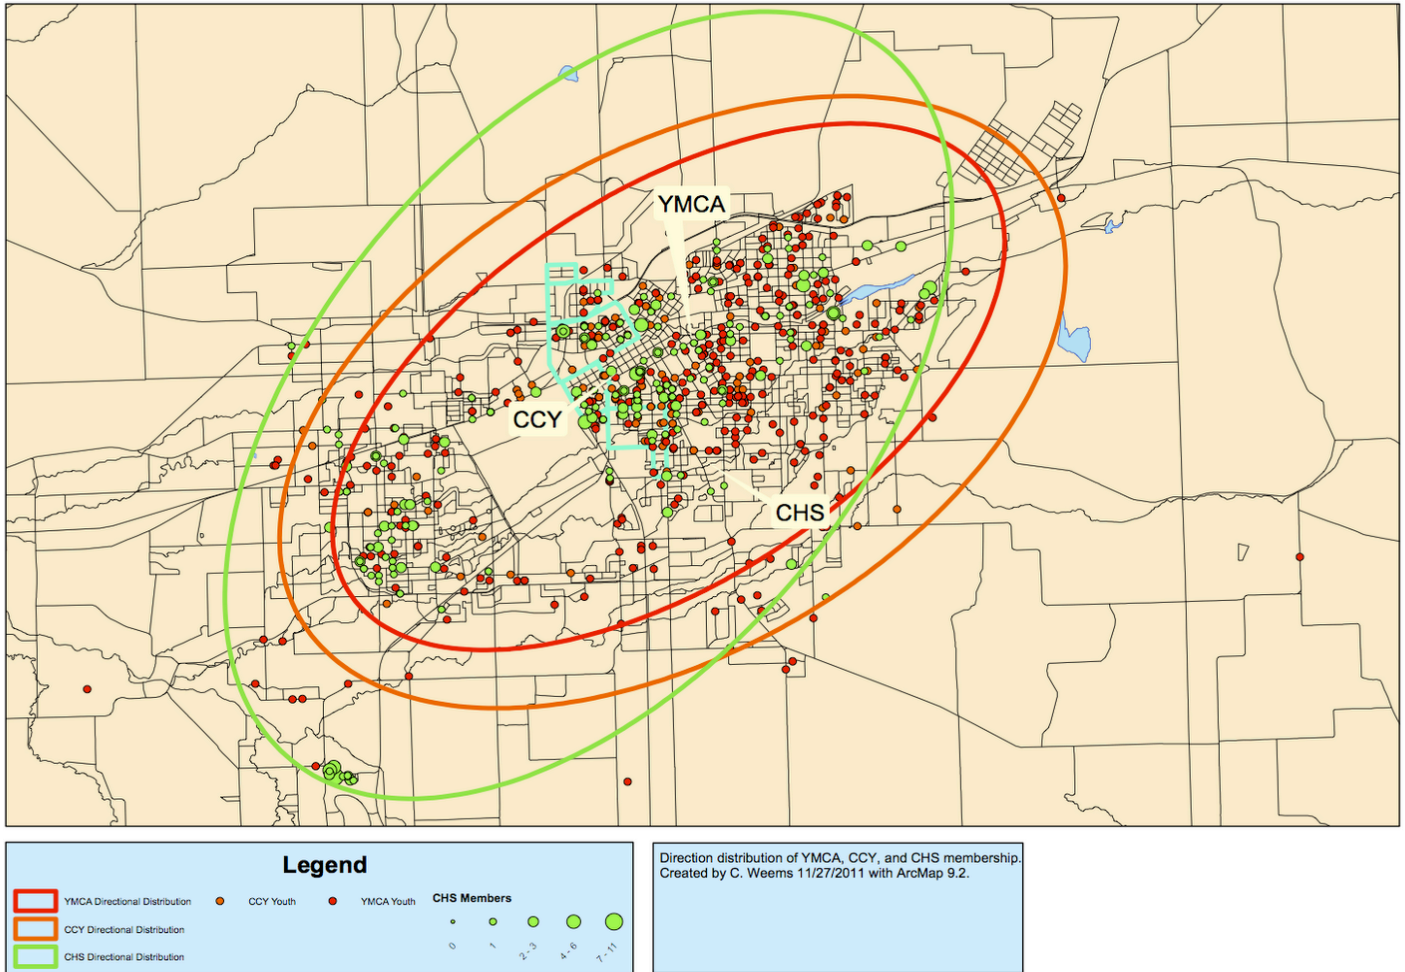 YMCA
CCY
CHS
Legend
YMCA Directional Distribution
CCY Youth
YMCA Youth
CHS Members
CCY Directional Distribution
CHS Directional Distribution
0
1
2 - 3
4 - 6
7 - 11
Direction distribution of YMCA, CCY, and CHS membership.
Created by C. Weems 11/27/2011 with ArcMap 9.2.